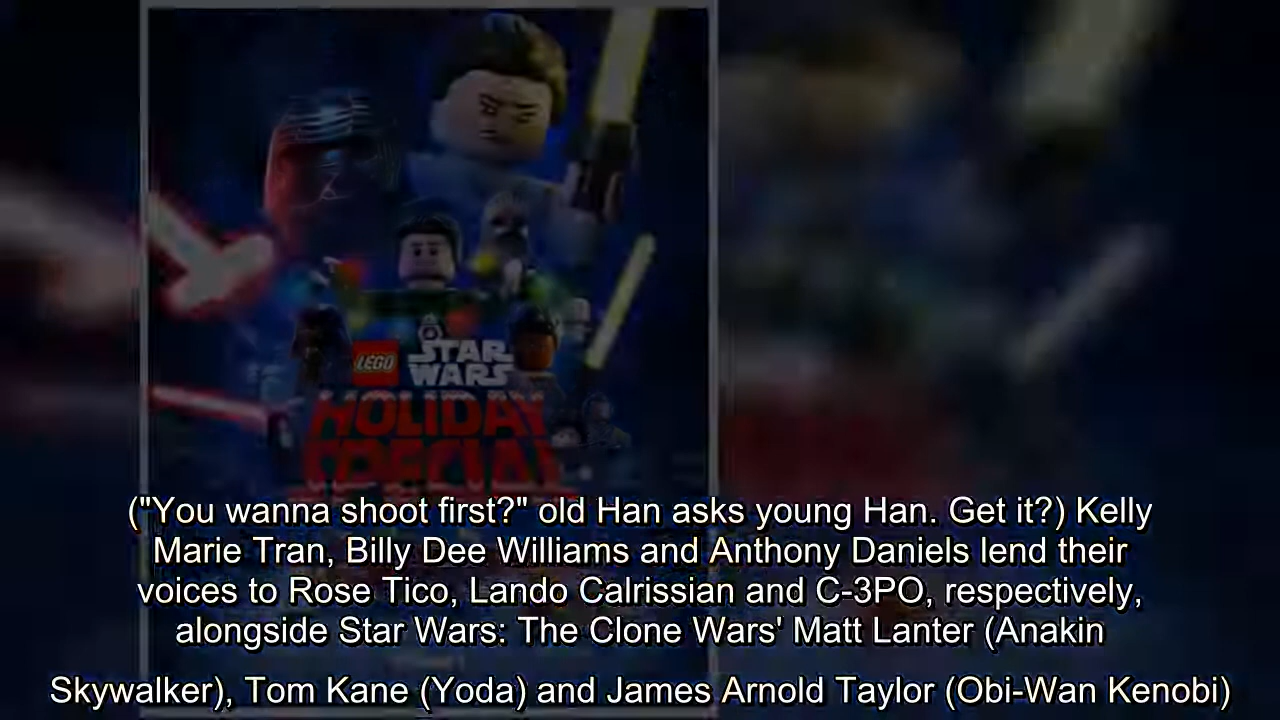 LEGO
STAR
WARS
HOLIDAY
SPECIAL
("You wanna shoot first?" old Han asks young Han. Get it?) Kelly
Marie Tran, Billy Dee Williams and Anthony Daniels lend their
voices to Rose Tico, Lando Calrissian and C-3PO, respectively,
alongside Star Wars: The Clone Wars' Matt Lanter (Anakin
Skywalker), Tom Kane (Yoda) and James Arnold Taylor (Obi-Wan Kenobi)